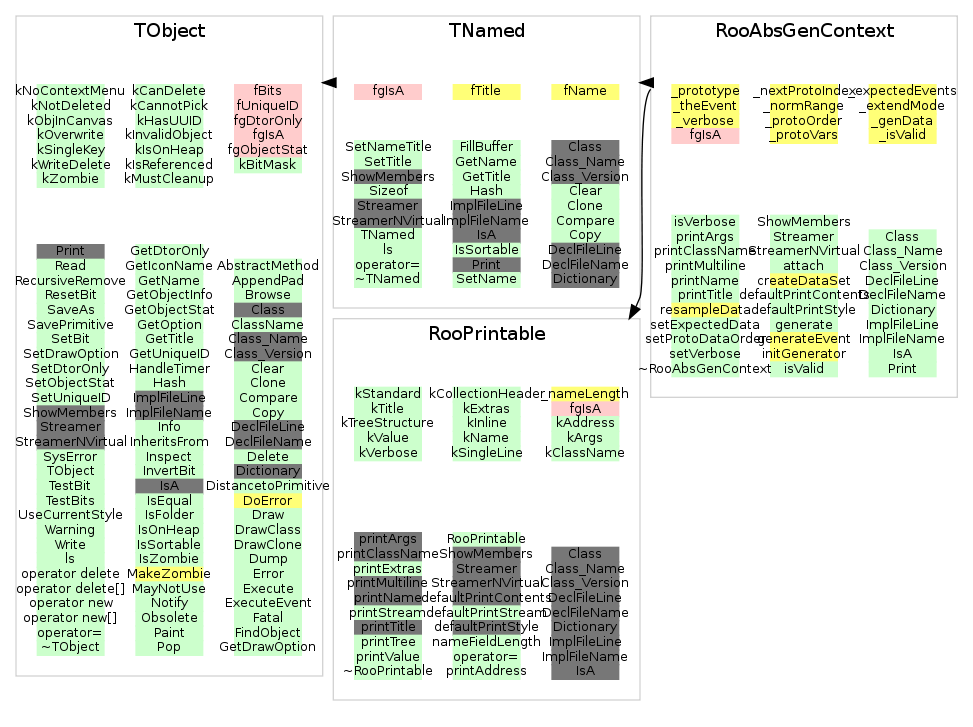 TObject
kNoContextMenu
kNotDeleted
kObjInCanvas
kOverwrite
kSingleKey
kWriteDelete
kZombie
kCanDelete
kCannotPick
kHasUUID
kInvalidObject
kIsOnHeap
kIsReferenced
kMustCleanup
fBits
fUniqueID
fgDtorOnly
fgIsA
fgObjectStat
kBitMask
Print
Read
RecursiveRemove
ResetBit
SaveAs
SavePrimitive
SetBit
SetDrawOption
SetDtorOnly
SetObjectStat
SetUniqueID
ShowMembers
Streamer
StreamerNVirtual
SysError
TObject
TestBit
TestBits
UseCurrentStyle
Warning
Write
ls
operator delete
operator delete[]
operator new
operator new[]
operator=
~TObject
GetDtorOnly
GetIconName
GetName
GetObjectInfo
GetObjectStat
GetOption
GetTitle
GetUniqueID
HandleTimer
Hash
ImplFileLine
ImplFileName
Info
InheritsFrom
Inspect
InvertBit
IsA
IsEqual
IsFolder
IsOnHeap
IsSortable
IsZombie
MakeZombie
MayNotUse
Notify
Obsolete
Paint
Pop
AbstractMethod
AppendPad
Browse
Class
ClassName
Class_Name
Class_Version
Clear
Clone
Compare
Copy
DeclFileLine
DeclFileName
Delete
Dictionary
DistancetoPrimitive
DoError
Draw
DrawClass
DrawClone
Dump
Error
Execute
ExecuteEvent
Fatal
FindObject
GetDrawOption
TNamed
fgIsA
fTitle
fName
SetNameTitle
SetTitle
ShowMembers
Sizeof
Streamer
StreamerNVirtual
TNamed
ls
operator=
~TNamed
FillBuffer
GetName
GetTitle
Hash
ImplFileLine
ImplFileName
IsA
IsSortable
Print
SetName
Class
Class_Name
Class_Version
Clear
Clone
Compare
Copy
DeclFileLine
DeclFileName
Dictionary
RooPrintable
kStandard
kTitle
kTreeStructure
kValue
kVerbose
kCollectionHeader
kExtras
kInline
kName
kSingleLine
_nameLength
fgIsA
kAddress
kArgs
kClassName
printArgs
printClassName
printExtras
printMultiline
printName
printStream
printTitle
printTree
printValue
~RooPrintable
RooPrintable
ShowMembers
Streamer
StreamerNVirtual
defaultPrintContents
defaultPrintStream
defaultPrintStyle
nameFieldLength
operator=
printAddress
Class
Class_Name
Class_Version
DeclFileLine
DeclFileName
Dictionary
ImplFileLine
ImplFileName
IsA
RooAbsGenContext
_prototype
_theEvent
_verbose
fgIsA
_nextProtoIndex
_normRange
_protoOrder
_protoVars
_expectedEvents
_extendMode
_genData
_isValid
isVerbose
printArgs
printClassName
printMultiline
printName
printTitle
resampleData
setExpectedData
setProtoDataOrder
setVerbose
~RooAbsGenContext
ShowMembers
Streamer
StreamerNVirtual
attach
createDataSet
defaultPrintContents
defaultPrintStyle
generate
generateEvent
initGenerator
isValid
Class
Class_Name
Class_Version
DeclFileLine
DeclFileName
Dictionary
ImplFileLine
ImplFileName
IsA
Print